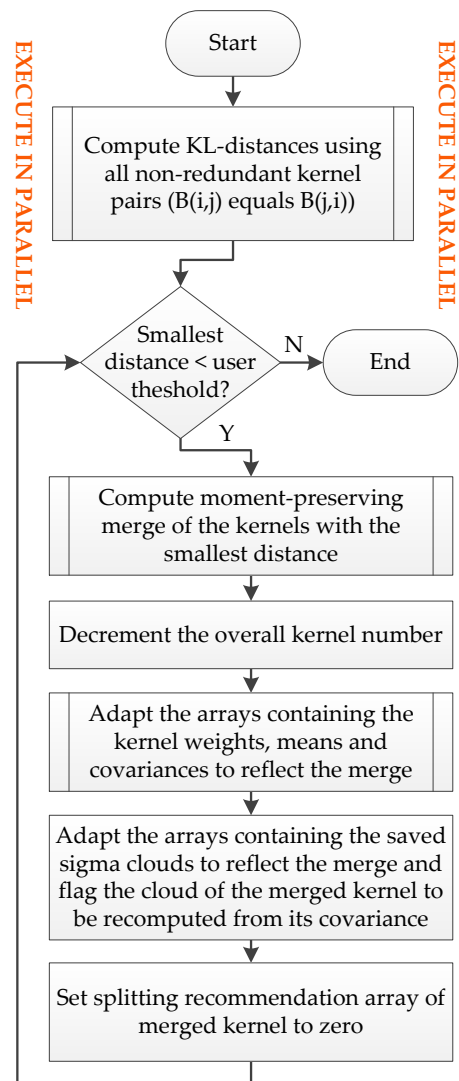 Start
EXECUTE IN PARALLEL
EXECUTE IN PARALLEL
Compute KL-distances using
all non-redundant kernel
pairs (B(i,j) equals B(j,i))
Smallest
distance < user
theshold?
N
End
Y
Compute moment-preserving
merge of the kernels with the
smallest distance
Decrement the overall kernel number
Adapt the arrays containing the
kernel weights, means and
covariances to reflect the merge
Adapt the arrays containing the saved
sigma clouds to reflect the merge and
flag the cloud of the merged kernel to
be recomputed from its covariance
Set splitting recommendation array of
merged kernel to zero